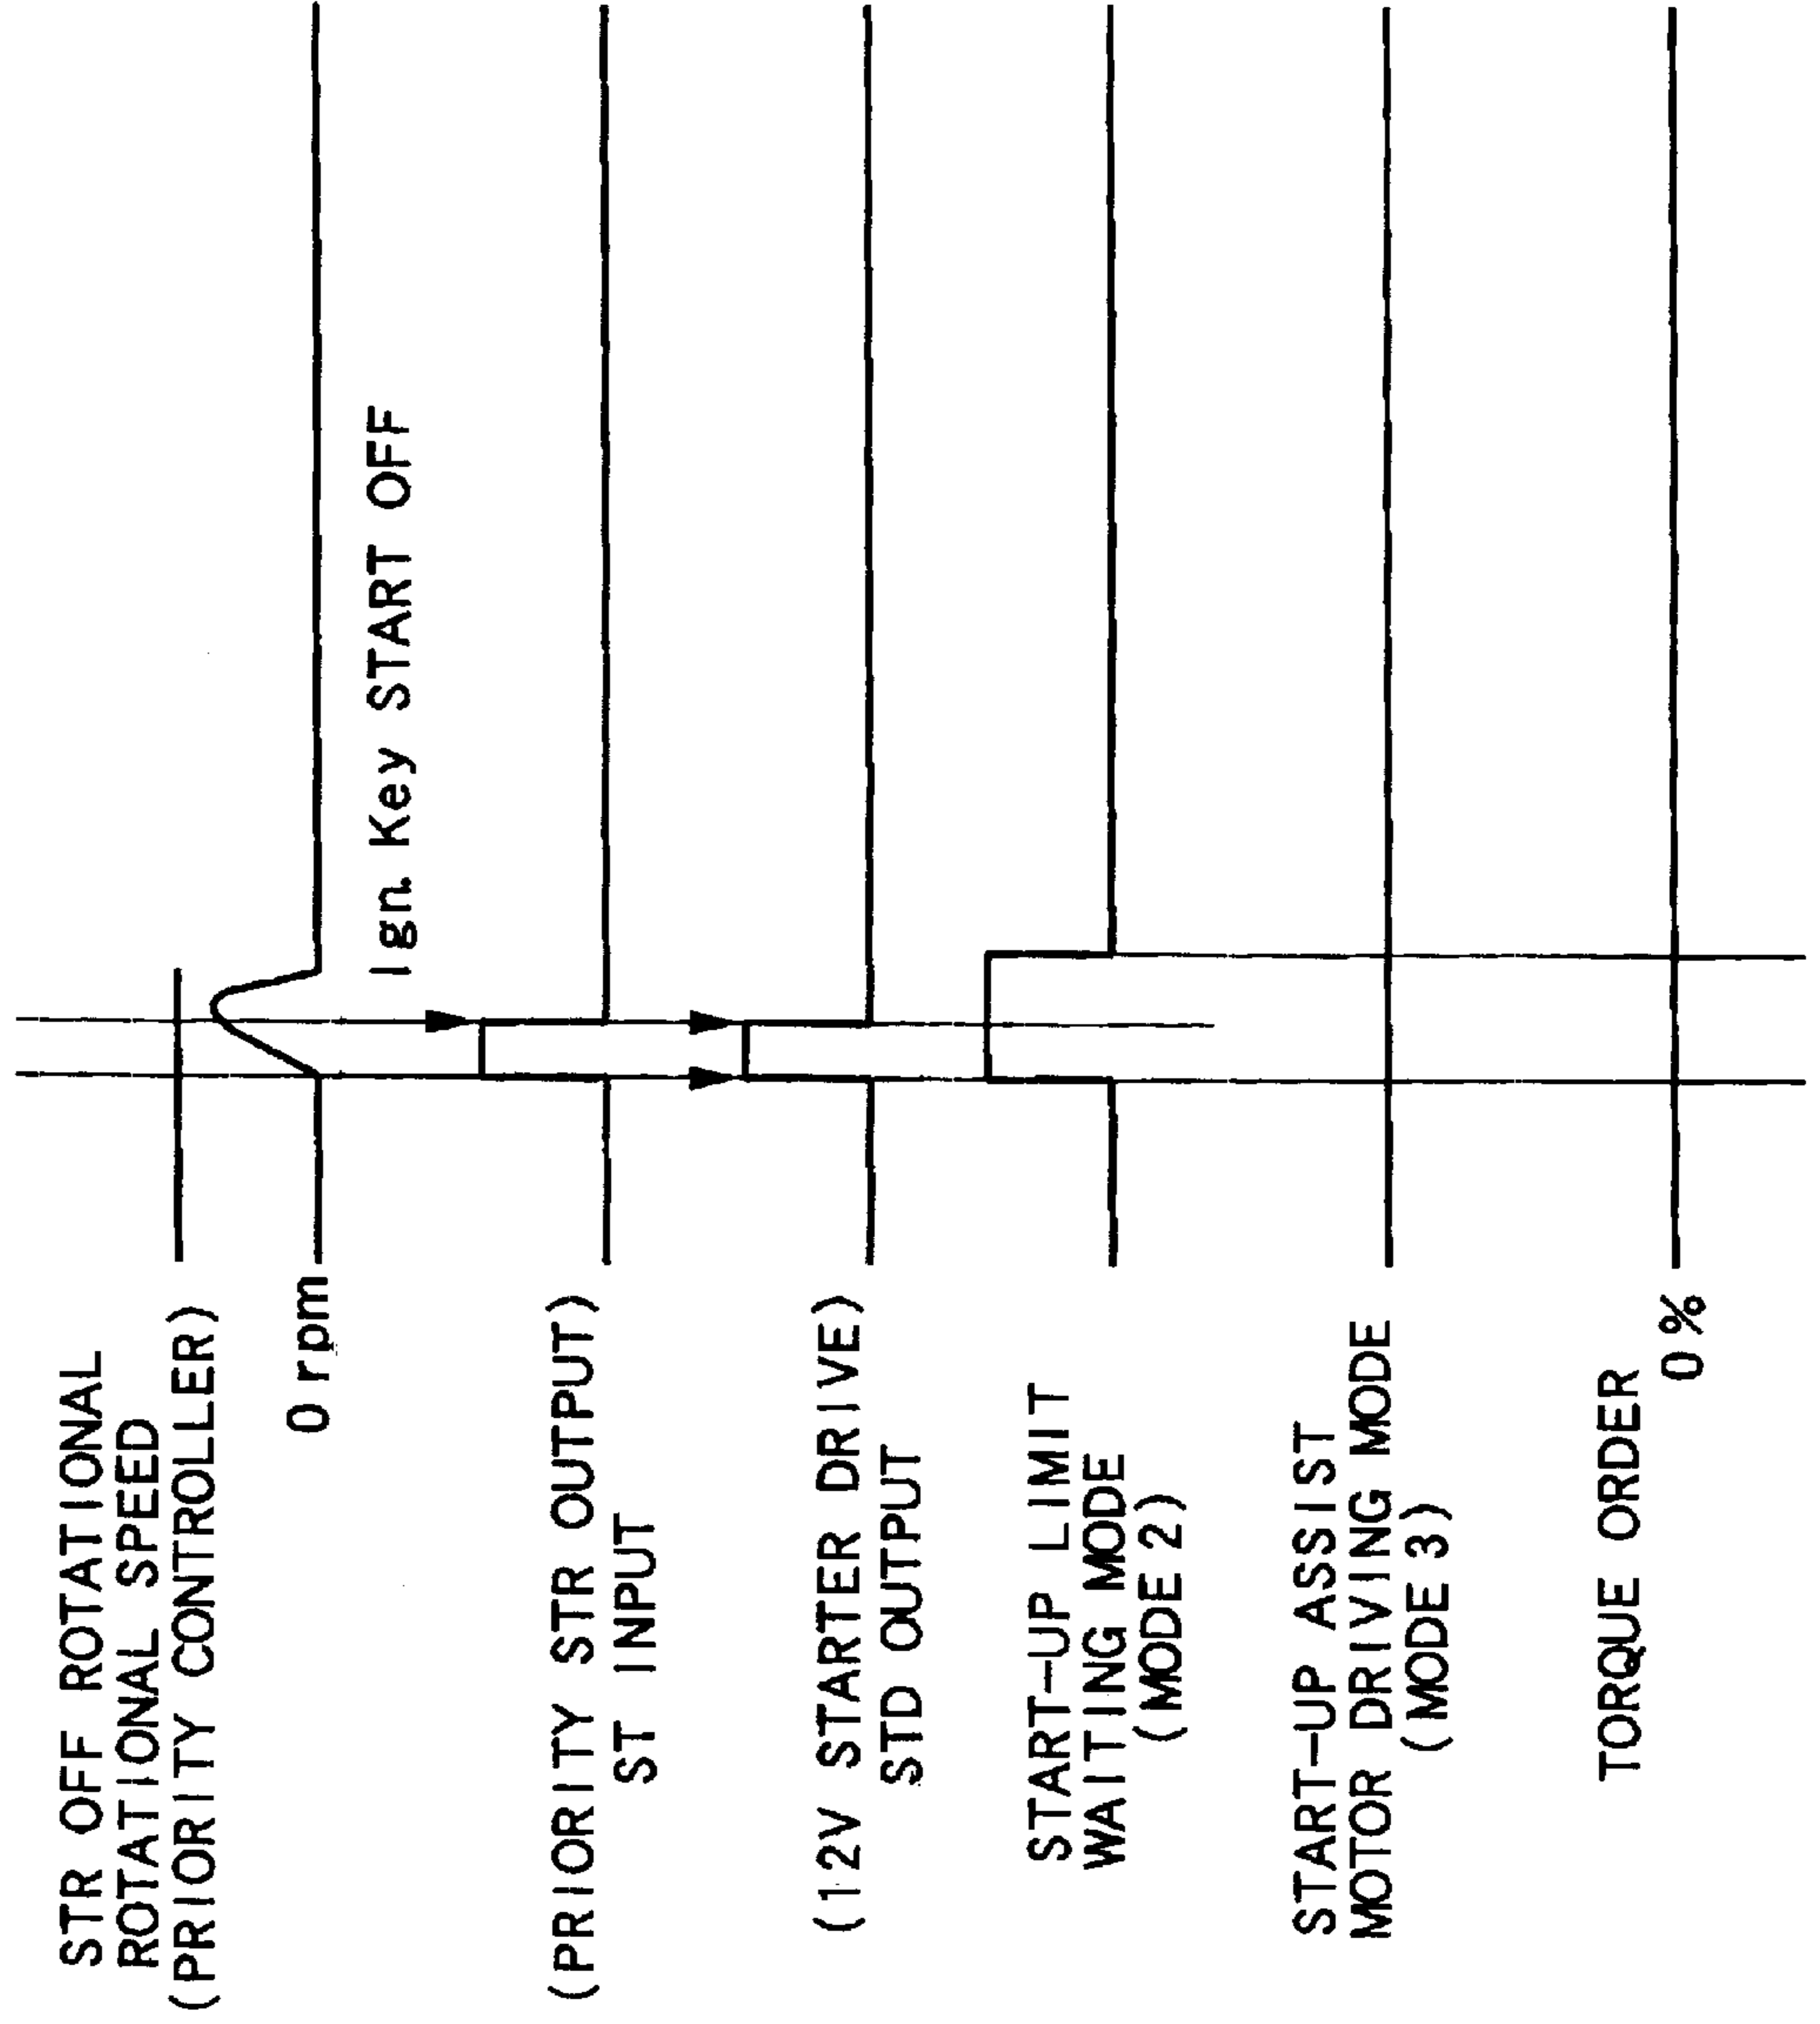 STR OFF ROTATIONAL
ROTATIONAL SPEED
(PRIORITY CONTROLLER)
0 rpm
Ign. Key START OFF
(PRIORITY STR OUTPUT)
ST INPUT
(12V STARTER DRIVE)
STD OUTPUT
START-UP LIMIT
WAITING MODE
(MODE 2)
START-UP ASSIST
MOTOR DRIVING MODE
(MODE 3)
TORQUE ORDER
0 %